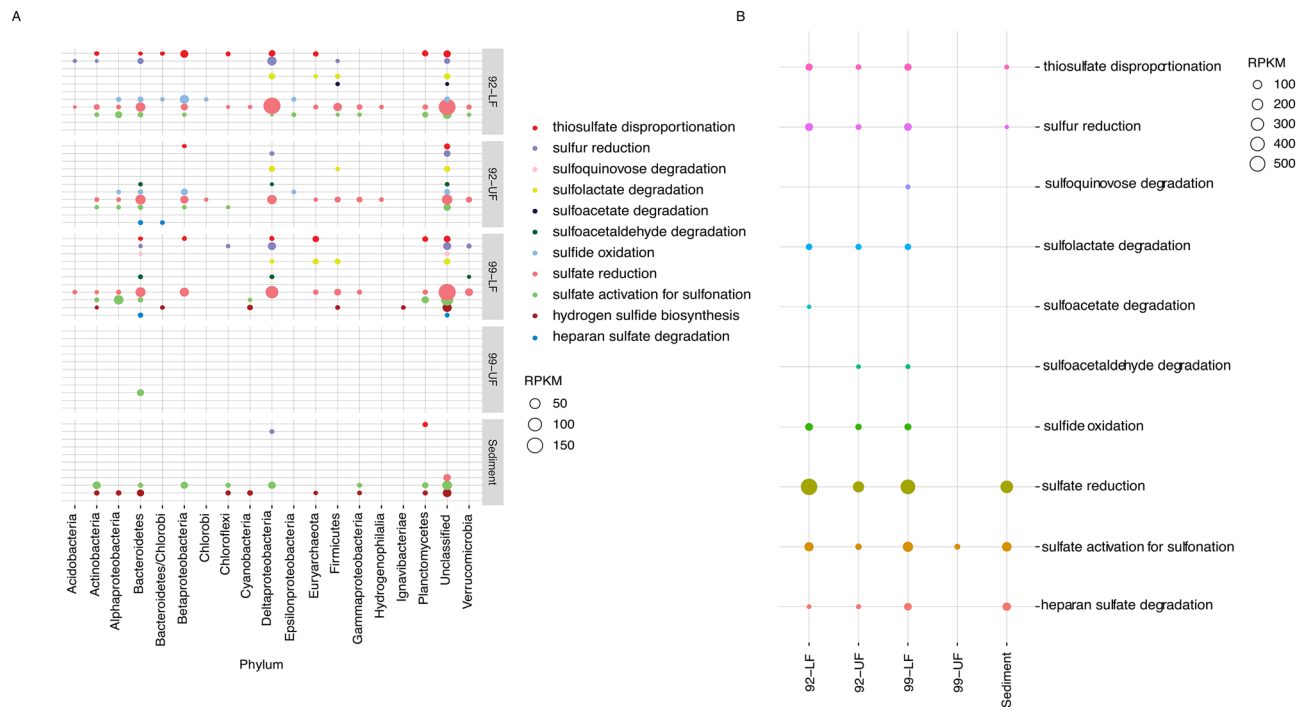 A
92-LF
92-UF
99-LF
99-UF
Sediment
Acidobacteria
Actinobacteria
Alphaproteobacteria
Bacteroidetes
Bacteroidetes/Chlorobi
Betaproteobacteria
Chlorobi
Chloroflexi
Cyanobacteria
Deltaproteobacteria
Epsilonproteobacteria
Euryarchaeota
Firmicutes
Gammaproteobacteria
Hydrogenophilalia
Ignavibacteriae
Planctomycetes
Unclassified
Verrucomicrobia
Phylum
thiosulfate disproportionation
sulfur reduction
sulfoquinovose degradation
sulfolactate degradation
sulfoacetate degradation
sulfoacetaldehyde degradation
sulfide oxidation
sulfate reduction
sulfate activation for sulfonation
hydrogen sulfide biosynthesis
heparan sulfate degradation
RPKM
50
100
150
B
thiosulfate disproportionation
sulfur reduction
sulfoquinovose degradation
sulfolactate degradation
sulfoacetate degradation
sulfoacetaldehyde degradation
sulfide oxidation
sulfate reduction
sulfate activation for sulfonation
heparan sulfate degradation
92-LF
92-UF
99-LF
99-UF
Sediment
RPKM
100
200
300
400
500